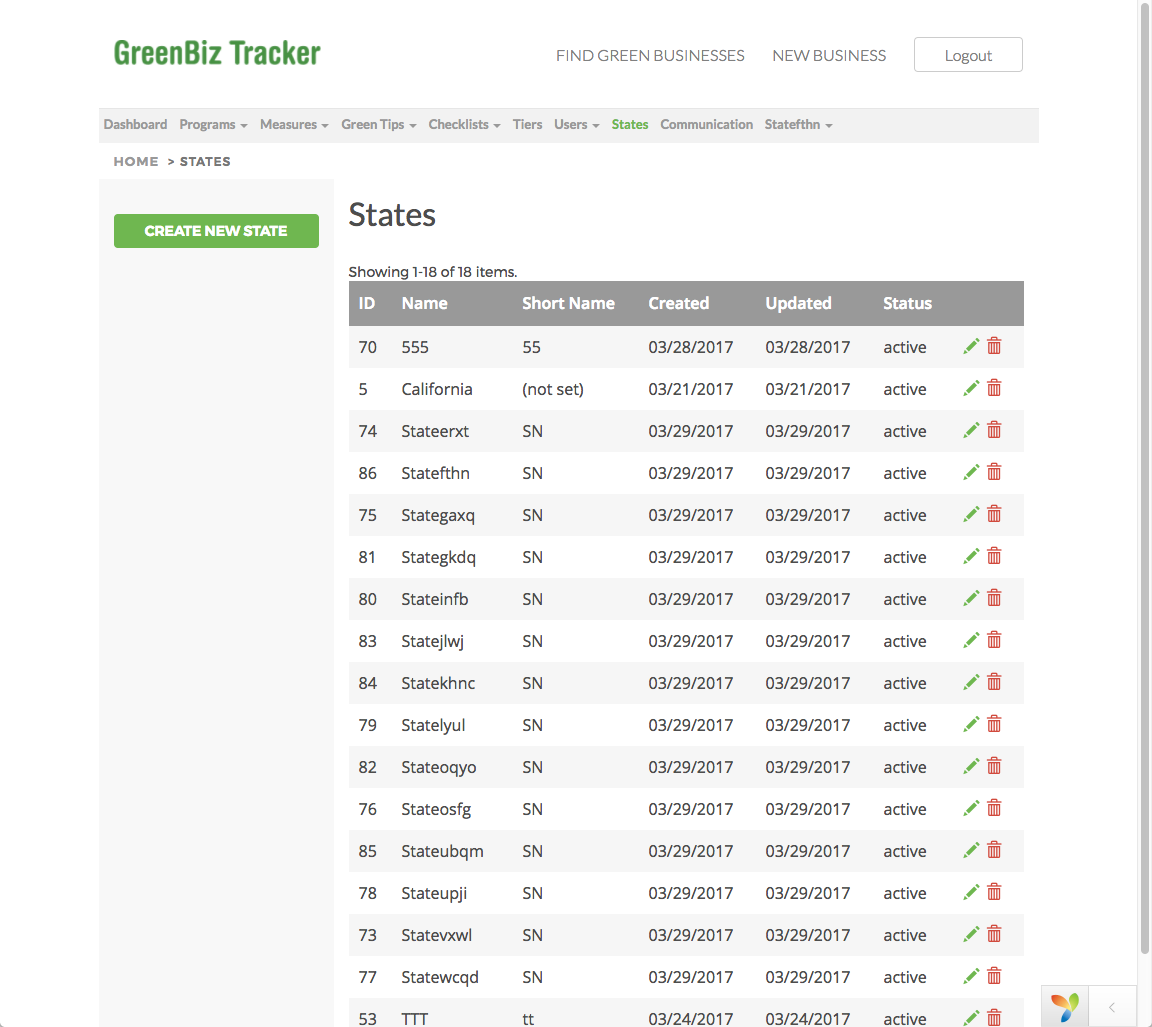 GreenBiz Tracker
FIND GREEN BUSINESSES NEW BUSINESS Logout
Dashboard Programs Measures Green Tips Checklists Tiers Users States Communication Statefthn
HOME > STATES
CREATE NEW STATE
States
Showing 1-18 of 18 items.
ID Name Short Name Created Updated Status
70 555 55 03/28/2017 03/28/2017 active
5 California (not set) 03/21/2017 03/21/2017 active
74 Stateerxt SN 03/29/2017 03/29/2017 active
86 Statefthn SN 03/29/2017 03/29/2017 active
75 Stategaxq SN 03/29/2017 03/29/2017 active
81 Stategkdq SN 03/29/2017 03/29/2017 active
80 Stateinfb SN 03/29/2017 03/29/2017 active
83 Statejlwj SN 03/29/2017 03/29/2017 active
84 Statekhnc SN 03/29/2017 03/29/2017 active
79 Statelyul SN 03/29/2017 03/29/2017 active
82 Stateoqyo SN 03/29/2017 03/29/2017 active
76 Stateosfg SN 03/29/2017 03/29/2017 active
85 Stateubqm SN 03/29/2017 03/29/2017 active
78 Stateupji SN 03/29/2017 03/29/2017 active
73 Statevxwl SN 03/29/2017 03/29/2017 active
77 Statewcqd SN 03/29/2017 03/29/2017 active
53 TTT tt 03/24/2017 03/24/2017 active